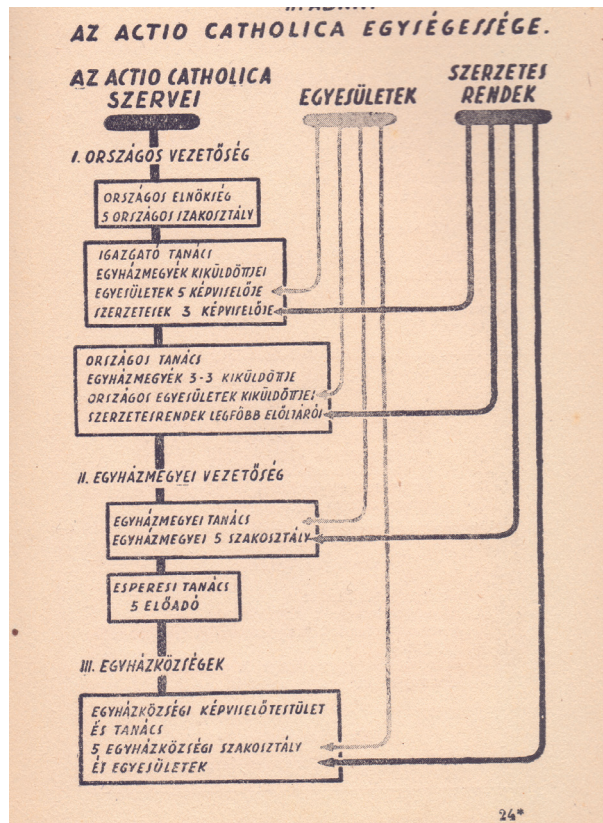 AZ ACTIO CATHOLICA EGYSÉGESSÉGE.
AZ ACTIO CATHOLICA
SZERVEI
EGYESÜLETEK
SZERZETES
RENDEK
I. ORSZÁGOS VEZETŐSÉG
ORSZÁGOS ELNÖKSÉG
5 ORSZÁGOS SZAKOSZTÁLY
IGAZGATÓ TANÁCS
EGYHÁZMEGYÉK KIKÜLDÖTTJEI
EGYESÜLETEK 5 KÉPVISELŐJE
SZERZETESEK 3 KÉPVISELŐJE
ORSZÁGOS TANÁCS
EGYHÁZMEGYÉK 3-3 KIKÜLDÖTTJE
ORSZÁGOS EGYESÜLETEK KIKÜLDÖTTJEI
SZERZETESRENDEK LEGFÖBB ELÖLJÁRÓI
II. EGYHÁZMEGYEI VEZETŐSÉG
EGYHÁZMEGYEI TANÁCS
EGYHÁZMEGYEI 5 SZAKOSZTÁLY
ESPERESI TANÁCS
5 ELŐADÓ
III. EGYHÁZKÖZSÉGEK
EGYHÁZKÖZSÉGI KÉPVISELŐTESTÜLET
ÉS TANÁCS
5 EGYHÁZKÖZSÉGI SZAKOSZTÁLY
ÉS EGYESÜLETEK
24*